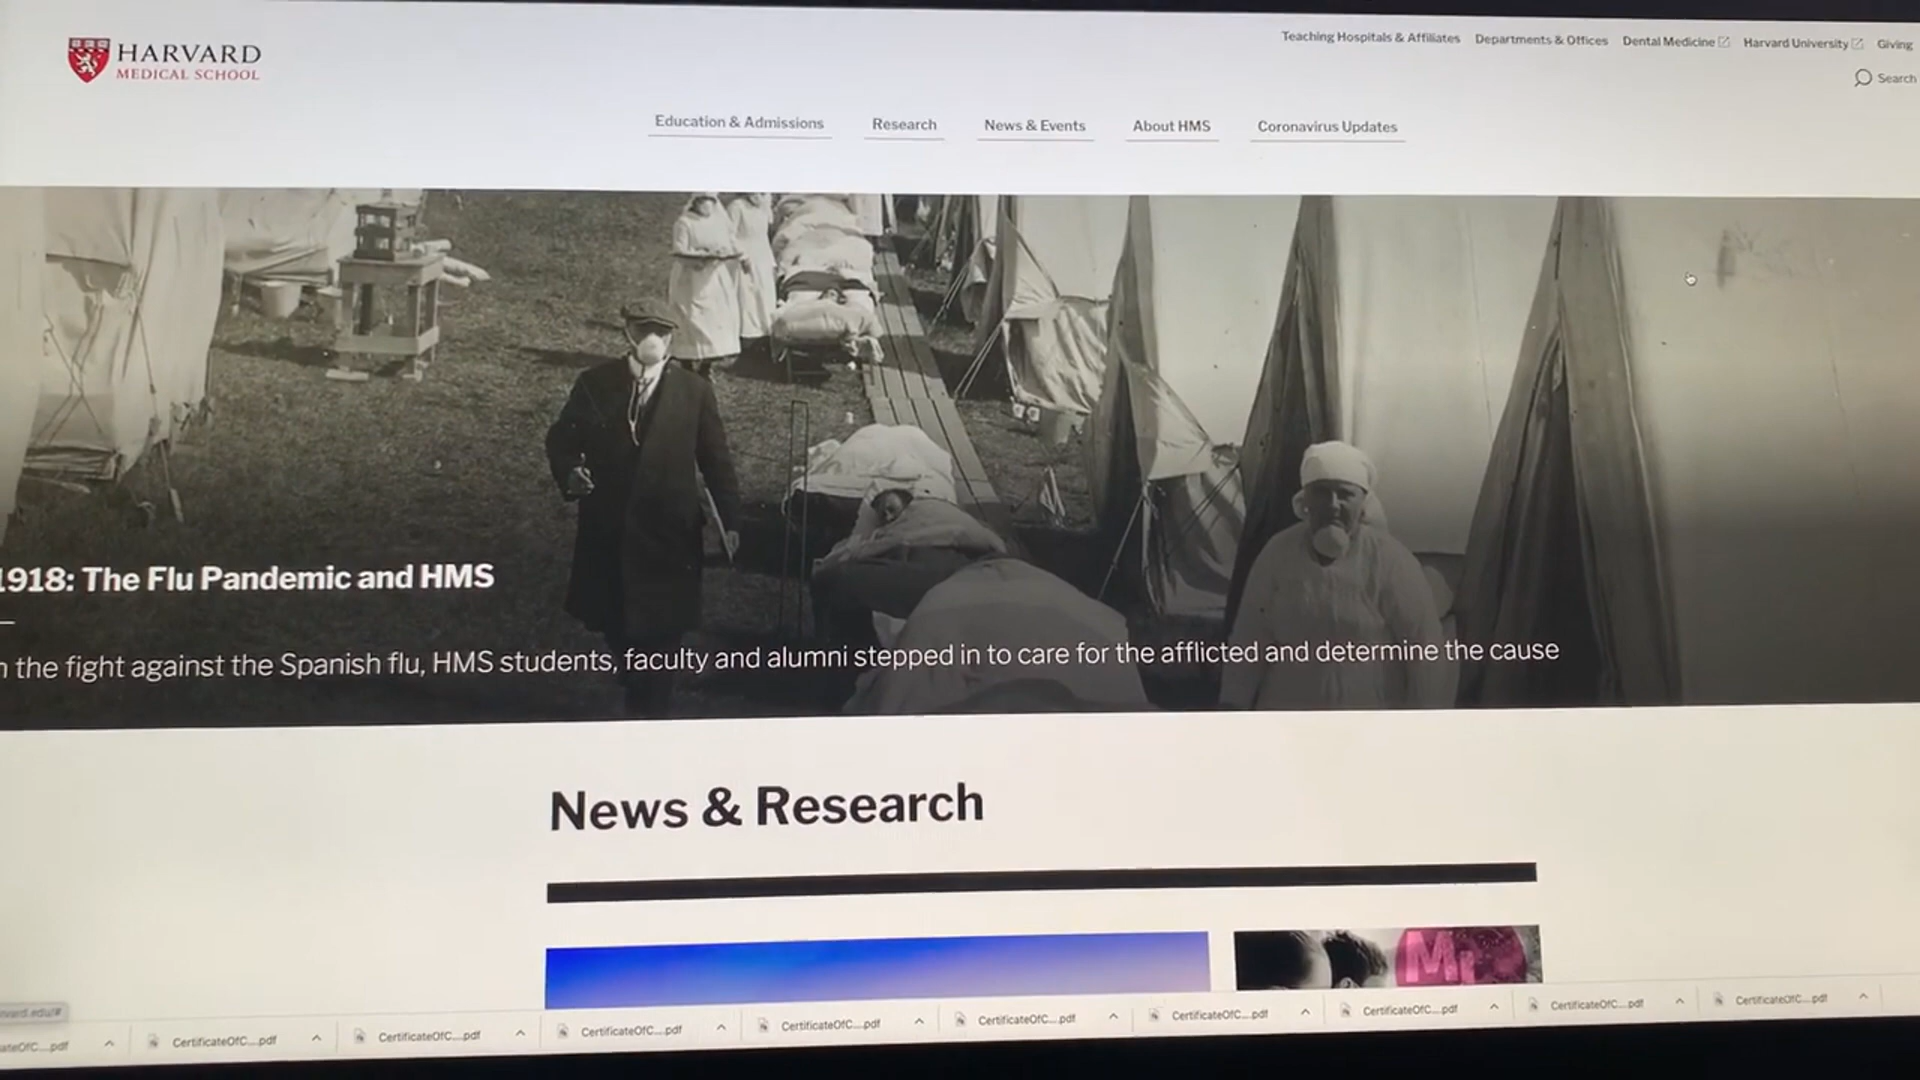 HARVARD
MEDICAL SCHOOL
Teaching Hospitals & Affiliates Departments & Offices Dental Medicine Harvard University Giving
Search
Education & Admissions Research News & Events About HMS Coronavirus Updates
1918: The Flu Pandemic and HMS
the fight against the Spanish flu, HMS students, faculty and alumni stepped in to care for the afflicted and determine the cause
News & Research
CertificateOfC....pdf CertificateOfC....pdf CertificateOfC....pdf CertificateOfC....pdf CertificateOfC....pdf CertificateOfC....pdf CertificateOfC....pdf CertificateOfC....pdf CertificateOfC....pdf